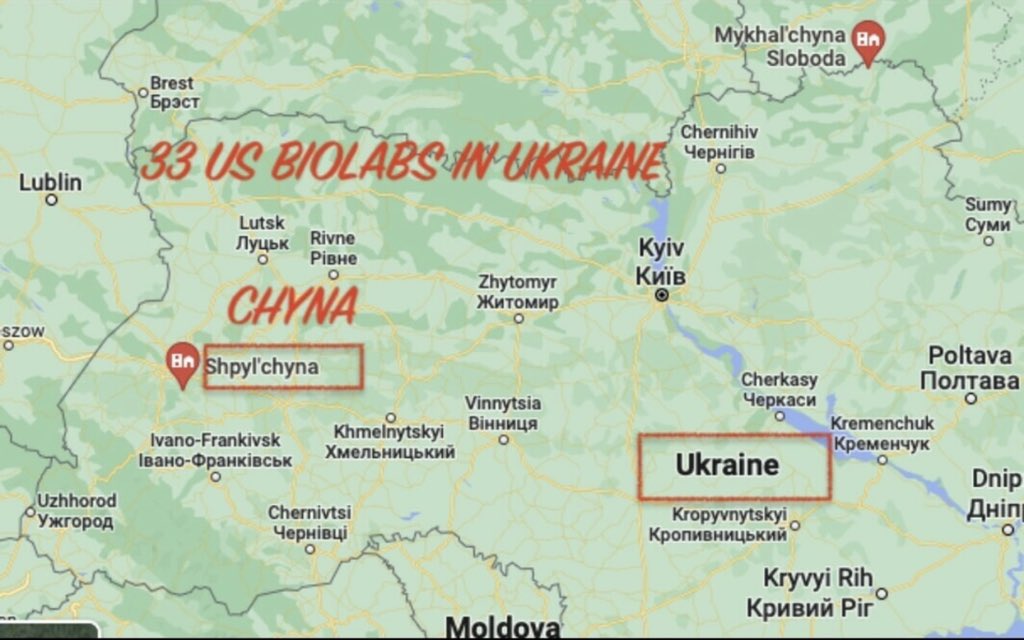 Mykhal'chyna
Sloboda
Brest
Брэст
Chernihiv
Чернігів
33 US BIOLABS IN UKRAINE
Lublin
Sumy
Суми
Lutsk
Луцьк
Rivne
Рівне
Kyiv
Київ
Zhytomyr
Житомир
CHYNA
szow
Shpyl'chyna
Poltava
Полтава
Cherkasy
Черкаси
Vinnytsia
Вінниця
Kremenchuk
Кременчук
Khmelnytskyi
Хмельницький
Ivano-Frankivsk
Івано-Франківськ
Ukraine
Dnip
Дніп
Uzhhorod
Ужгород
Chernivtsi
Чернівці
Kropyvnytskyi
Кропивницький
Kryvyi Rih
Кривий Ріг
Moldova